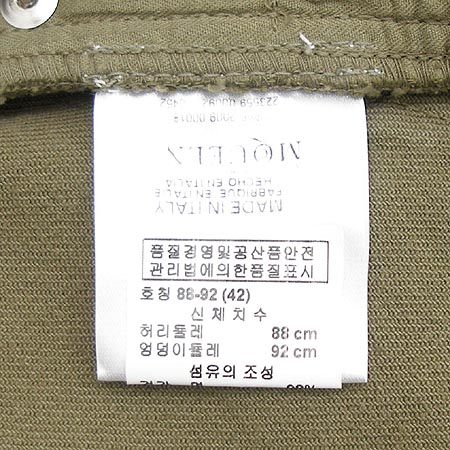 MQUEEN
HECHO EN ITALIA
FABRIQUE EN ITALIE
MADE IN ITALY
품질경영및공산품안전
관리법에의한품질표시
호칭 88-92 (42)
신체치수
허리둘레 88 cm
엉덩이둘레 92 cm
섬유의 조성